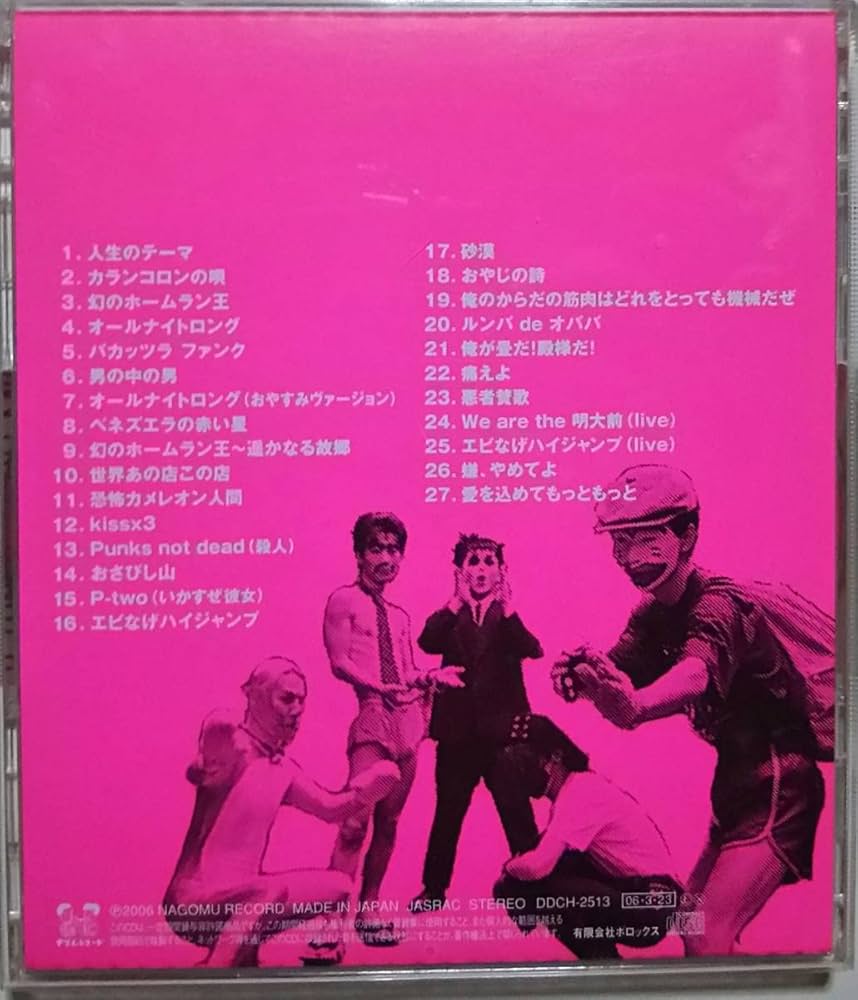 1. 人生のテーマ
2. カランコロンの唄
3. 幻のホームラン王
4. オールナイトロング
5. バカッツラ ファンク
6. 男の中の男
7. オールナイトロング(おやすみヴァージョン)
8. ベネズエラの赤い星
9. 幻のホームラン王〜遥かなる故郷
10. 世界あの店この店
11. 恐怖カメレオン人間
12. kissx3
13. Punks not dead(殺人)
14. おさびし山
15. P-two(いかすぜ彼女)
16. エビなげハイジャンプ
17. 砂漠
18. おやじの詩
19. 俺のからだの筋肉はどれをとっても機械だぜ
20. ルンバ de オババ
21. 俺が畳だ!殿様だ!
22. 痛えよ
23. 悪者賛歌
24. We are the 明大前(live)
25. エビなげハイジャンプ(live)
26. 嫌、やめてよ
27. 愛を込めてもっともっと
ナゴムレコード
℗2006 NAGOMU RECORD MADE IN JAPAN JASRAC STEREO DDCH-2513 06・3・23
有限会社ボロックス